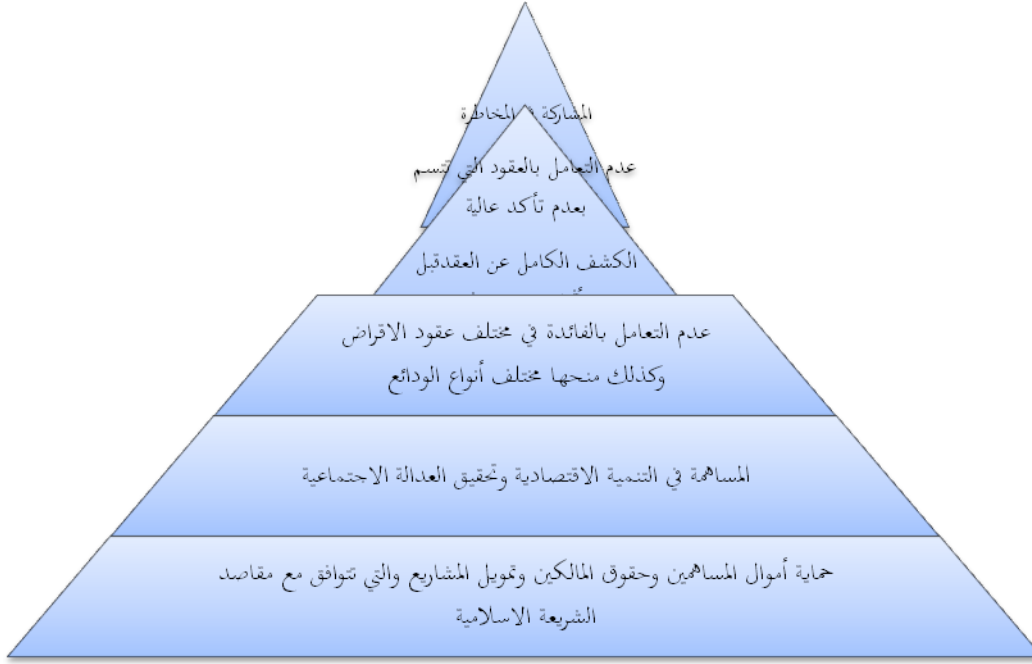 المشاركة في المخاطرة
عدم التعامل بالعقود التي تتسم
بعدم تأكد عالية
الكشف الكامل عن العقدقبل
عدم التعامل بالفائدة في مختلف عقود الاقراض
وكذلك منحها مختلف أنواع الودائع
المساهمة في التنمية الاقتصادية وتحقيق العدالة الاجتماعية
حماية أموال المساهمين وحقوق المالكين وتمويل المشاريع والتي تتوافق مع مقاصد
الشريعة الاسلامية